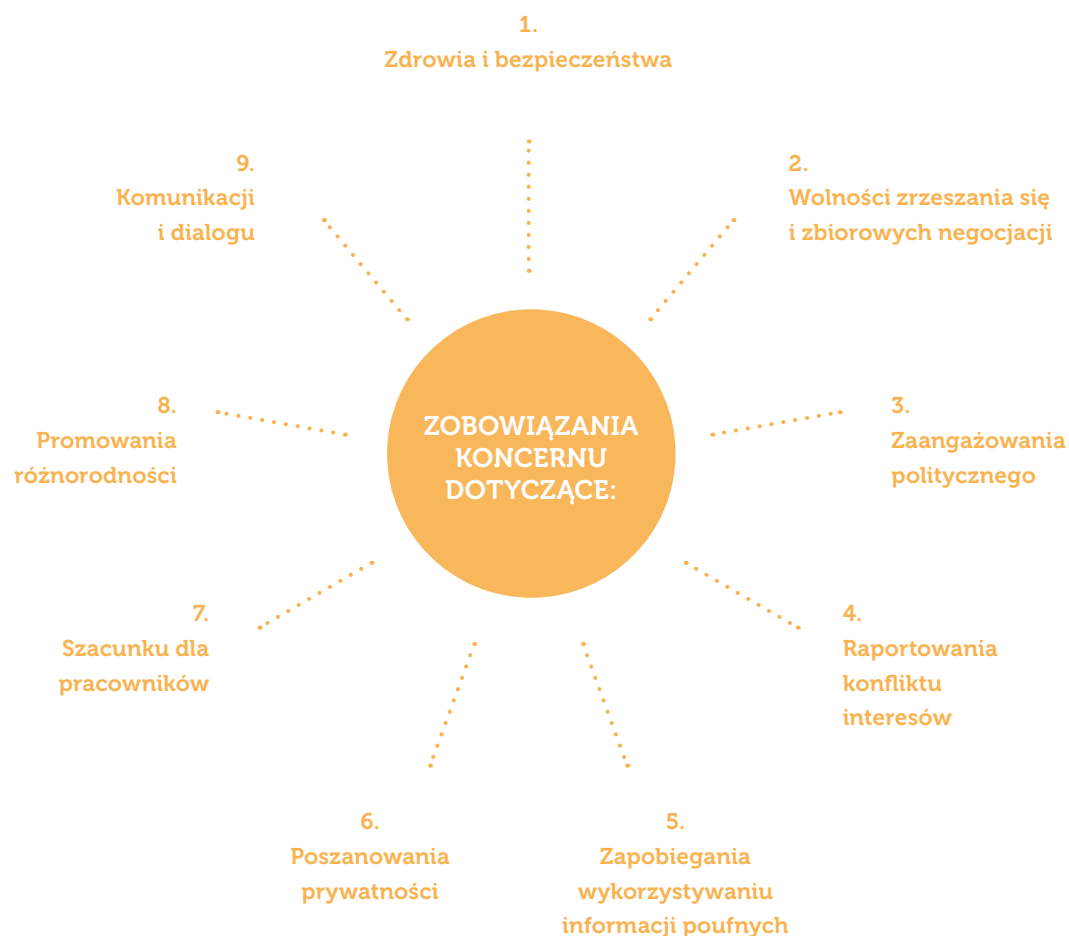 1.
Zdrowia i bezpieczeństwa
2.
Wolności zrzeszania się
i zbiorowych negocjacji
3.
Zaangażowania
politycznego
4.
Raportowania
konfliktu
interesów
5.
Zapobiegania
wykorzystywaniu
informacji poufnych
6.
Poszanowania
prywatności
7.
Szacunku dla
pracowników
8.
Promowania
różnorodności
9.
Komunikacji
i dialogu
ZOBOWIĄZANIA
KONCERNU
DOTYCZĄCE: